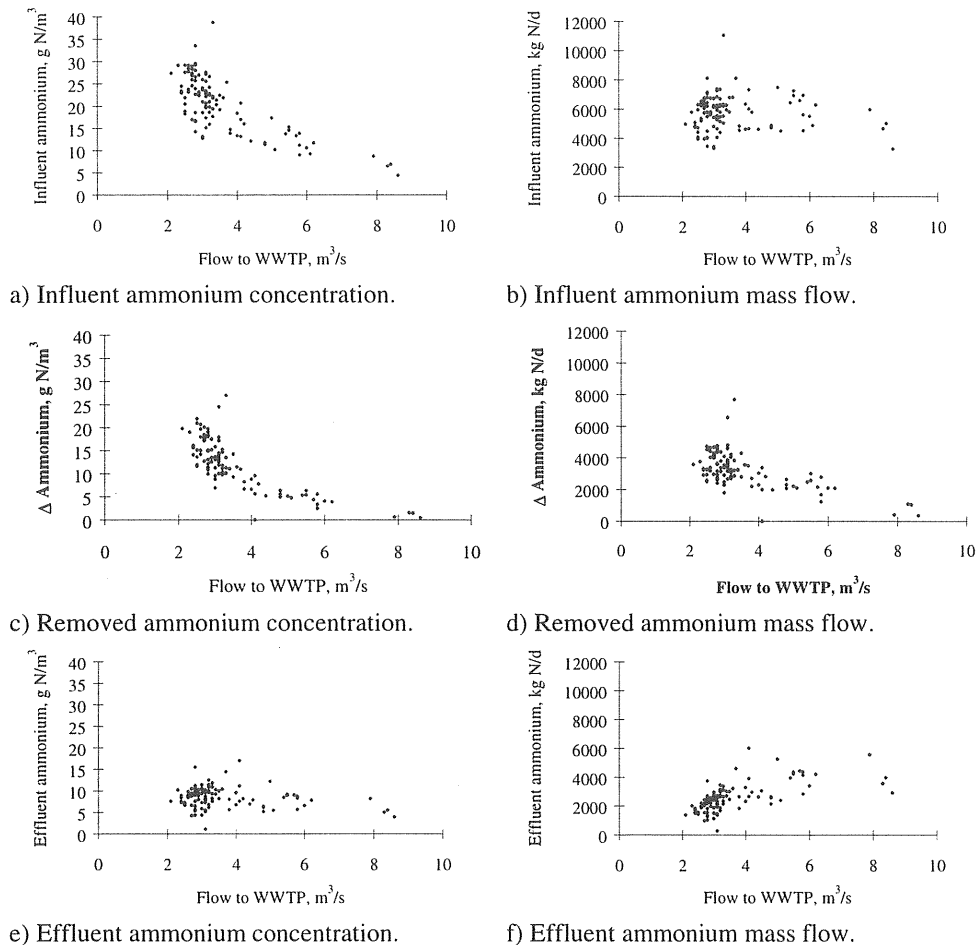 Influent ammonium, g N/m³
40
35
30
25
20
15
10
5
0
0 2 4 6 8 10
Flow to WWTP, m³/s
a) Influent ammonium concentration.
Influent ammonium, kg N/d
12000
10000
8000
6000
4000
2000
0
0 2 4 6 8 10
Flow to WWTP, m³/s
b) Influent ammonium mass flow.
Δ Ammonium, g N/m³
40
35
30
25
20
15
10
5
0
0 2 4 6 8 10
Flow to WWTP, m³/s
c) Removed ammonium concentration.
Δ Ammonium, kg N/d
12000
10000
8000
6000
4000
2000
0
0 2 4 6 8 10
Flow to WWTP, m³/s
d) Removed ammonium mass flow.
Effluent ammonium, g N/m³
40
35
30
25
20
15
10
5
0
0 2 4 6 8 10
Flow to WWTP, m³/s
e) Effluent ammonium concentration.
Effluent ammonium, kg N/d
12000
10000
8000
6000
4000
2000
0
0 2 4 6 8 10
Flow to WWTP, m³/s
f) Effluent ammonium mass flow.